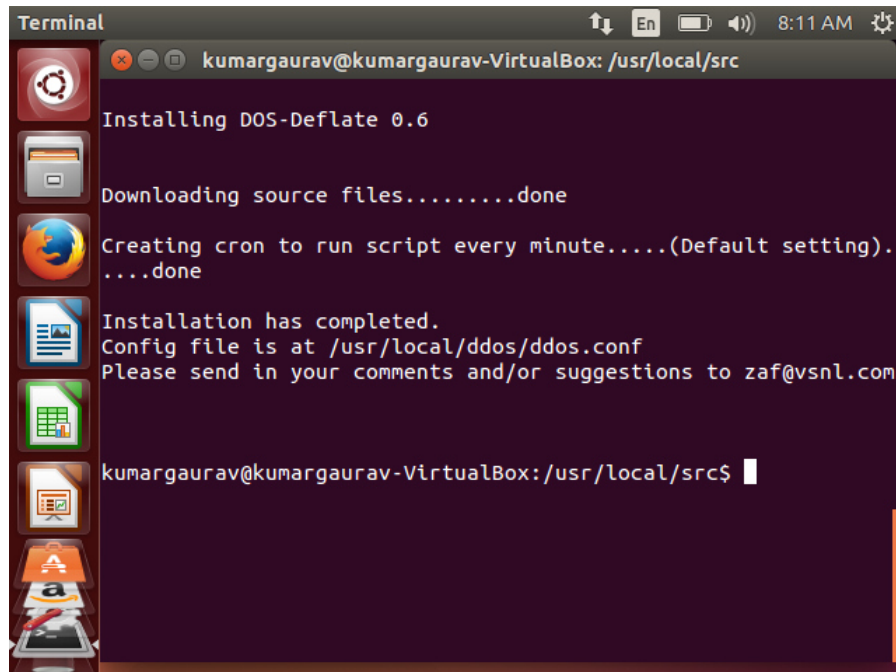 Terminal
En
8:11 AM
kumargaurav@kumargaurav-VirtualBox: /usr/local/src
Installing DOS-Deflate 0.6
Downloading source files.........done
Creating cron to run script every minute.....(Default setting).
....done
Installation has completed.
Config file is at /usr/local/ddos/ddos.conf
Please send in your comments and/or suggestions to zaf@vsnl.com
kumargaurav@kumargaurav-VirtualBox:/usr/local/src$